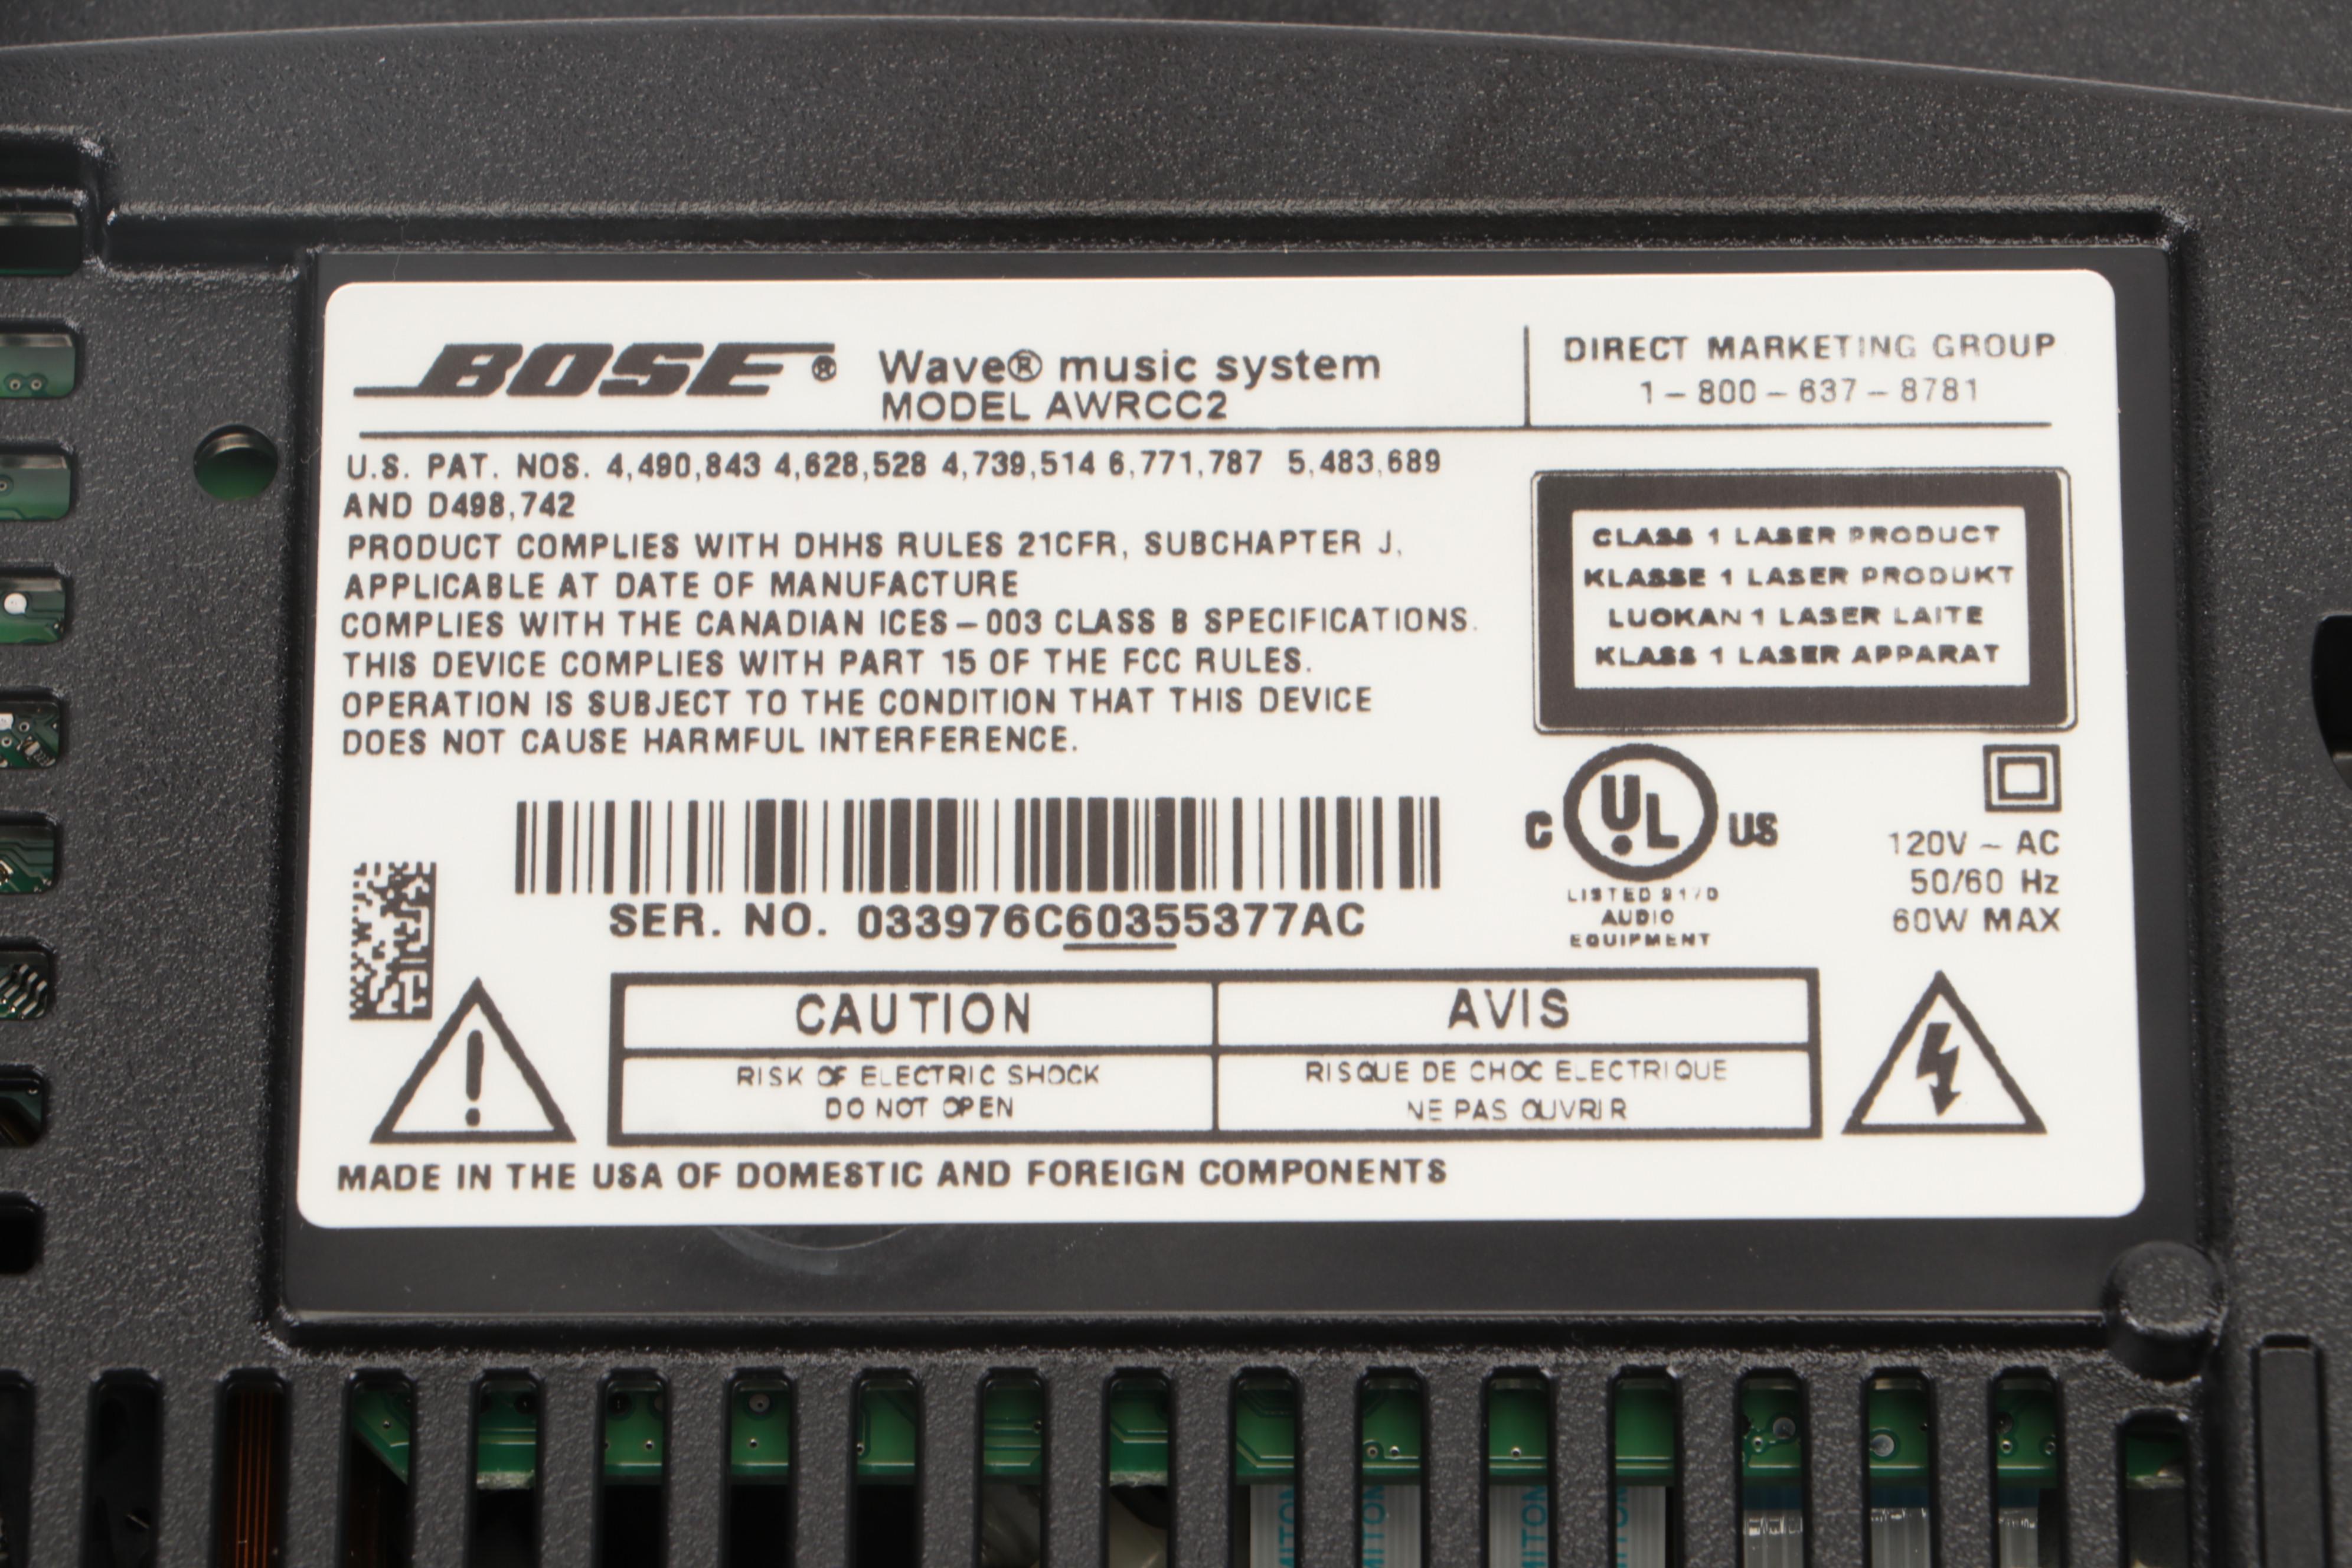 BOSE® Wave® music system
MODEL AWRCC2
DIRECT MARKETING GROUP
1-800-637-8781
U.S. PAT. NOS. 4,490,843 4,628,528 4,739,514 6,771,787 5,483,689
AND D498,742
PRODUCT COMPLIES WITH DHHS RULES 21CFR, SUBCHAPTER J,
APPLICABLE AT DATE OF MANUFACTURE
COMPLIES WITH THE CANADIAN ICES-003 CLASS B SPECIFICATIONS.
THIS DEVICE COMPLIES WITH PART 15 OF THE FCC RULES.
OPERATION IS SUBJECT TO THE CONDITION THAT THIS DEVICE
DOES NOT CAUSE HARMFUL INTERFERENCE.
CLASS 1 LASER PRODUCT
KLASSE 1 LASER PRODUKT
LUOKAN 1 LASER LAITE
KLASS 1 LASER APPARAT
C UL US
LISTED
AUDIO
EQUIPMENT
120V ~ AC
50/60 Hz
60W MAX
SER. NO. 033976C60355377AC
CAUTION
RISK OF ELECTRIC SHOCK
DO NOT OPEN
AVIS
RISQUE DE CHOC ELECTRIQUE
NE PAS OUVRIR
MADE IN THE USA OF DOMESTIC AND FOREIGN COMPONENTS